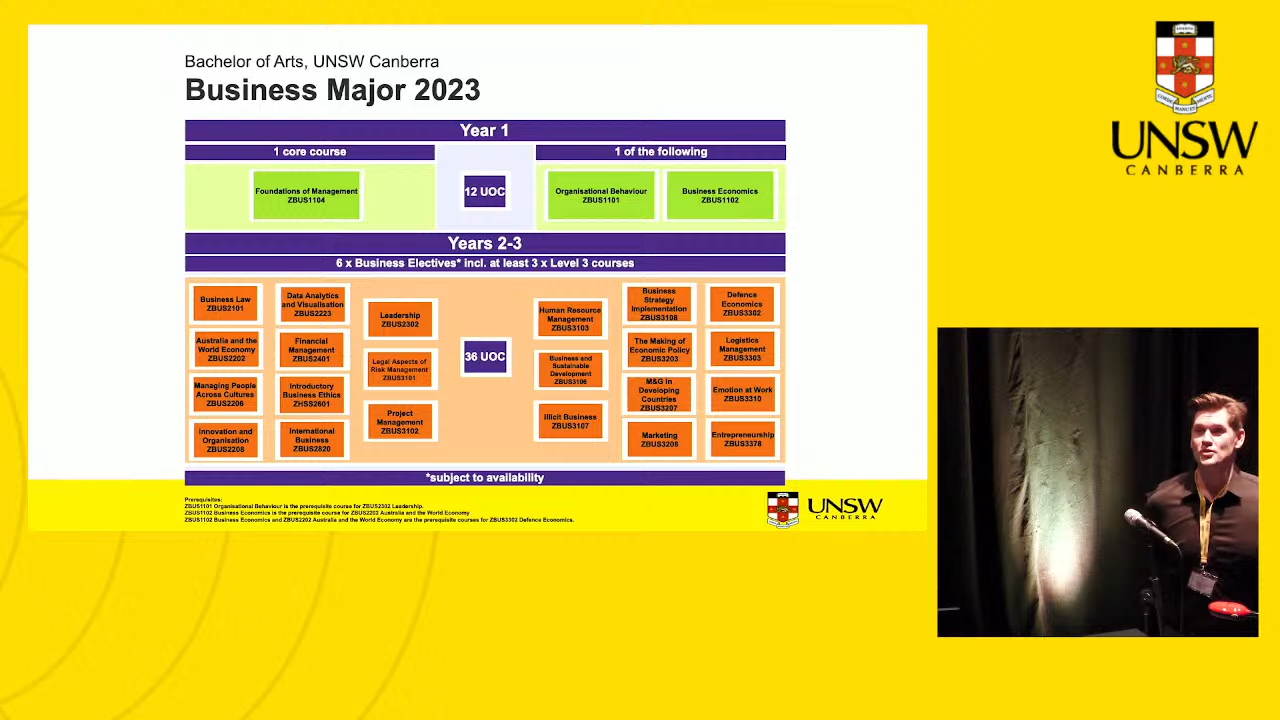 Bachelor of Arts, UNSW Canberra
Business Major 2023
Year 1
1 core course
1 of the following
Foundations of Management
ZBUS1104
12 UOC
Organisational Behaviour
ZBUS1101
Business Economics
ZBUS1102
Years 2-3
6 x Business Electives* incl. at least 3 x Level 3 courses
Business Law
ZBUS2101
Australia and the
World Economy
ZBUS2202
Managing People
Across Cultures
ZBUS2206
Innovation and
Organisation
ZBUS2208
Data Analytics
and Visualisation
ZBUS2223
Financial
Management
ZBUS2401
Introductory
Business Ethics
ZHSS2601
International
Business
ZBUS2820
Leadership
ZBUS2302
Legal Aspects of
Risk Management
ZBUS3101
Project
Management
ZBUS3102
36 UOC
Human Resource
Management
ZBUS3103
Business and
Sustainable
Development
ZBUS3106
Illicit Business
ZBUS3107
Business
Strategy
Implementation
ZBUS3108
The Making of
Economic Policy
ZBUS3203
M&G in
Developing
Countries
ZBUS3207
Marketing
ZBUS3208
Defence
Economics
ZBUS3302
Logistics
Management
ZBUS3303
Emotion at Work
ZBUS3310
Entrepreneurship
ZBUS3378
*subject to availability
Prerequisites:
ZBUS1101 Organisational Behaviour is the prerequisite course for ZBUS2302 Leadership.
ZBUS1102 Business Economics is the prerequisite course for ZBUS2202 Australia and the World Economy
ZBUS1102 Business Economics and ZBUS2202 Australia and the World Economy are the prerequisite courses for ZBUS3302 Defence Economics.
UNSW
CANBERRA
UNSW
CANBERRA